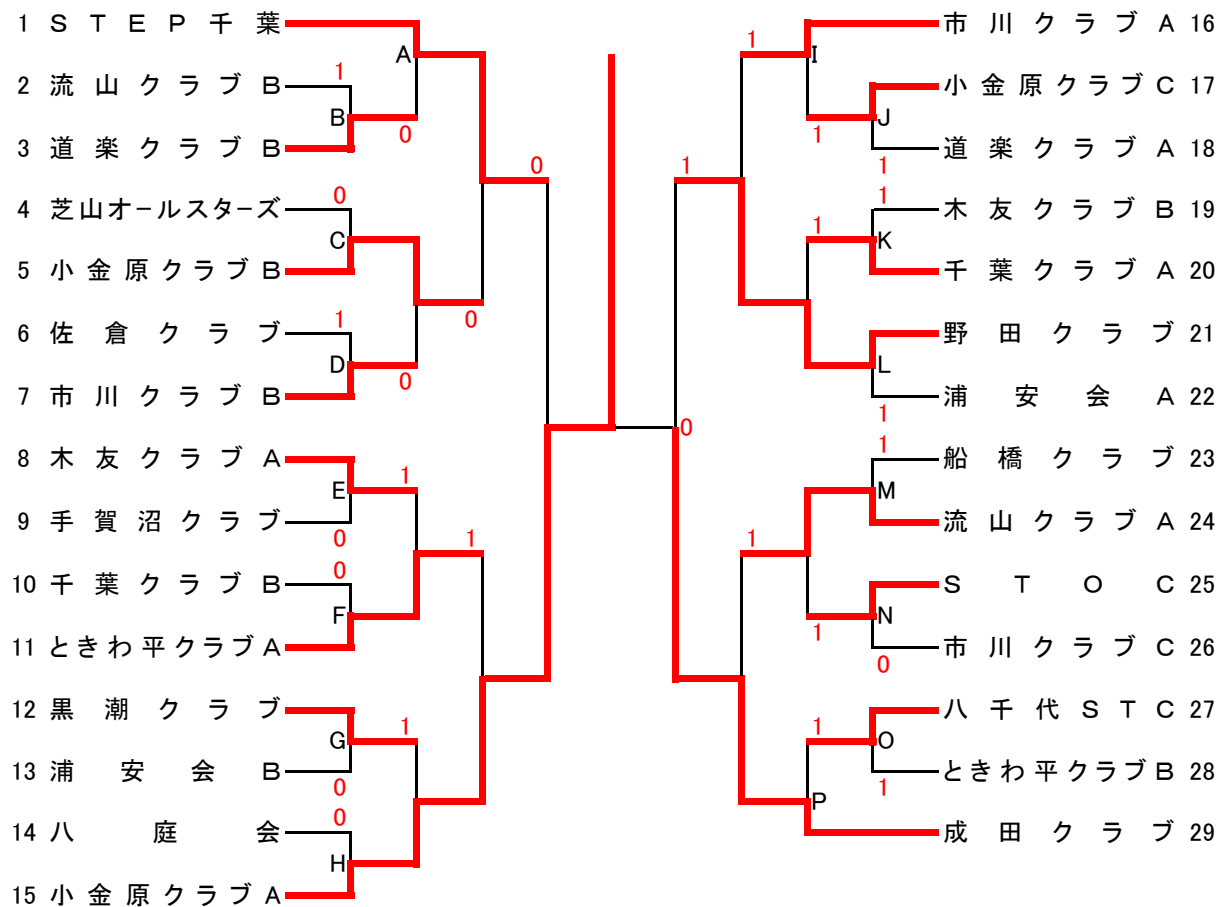 1 STEP千葉
A
2 流山クラブB
1
B
3 道楽クラブB
0
0
4 芝山オールスターズ
0
C
5 小金原クラブB
0
6 佐倉クラブ
1
D
7 市川クラブB
0
8 木友クラブA
1
E
9 手賀沼クラブ
0
1
10 千葉クラブB
0
F
11 ときわ平クラブA
12 黒潮クラブ
1
G
13 浦安会B
0
14 八庭会
0
H
15 小金原クラブA
市川クラブA 16
1
I
小金原クラブC 17
J
1
道楽クラブA 18
1
1
木友クラブB 19
1
1
K
千葉クラブA 20
野田クラブ 21
L
浦安会A 22
1
0
船橋クラブ 23
1
M
流山クラブA 24
1
STOC 25
N
1
市川クラブC 26
0
八千代STC 27
1
O
ときわ平クラブB 28
1
P
成田クラブ 29